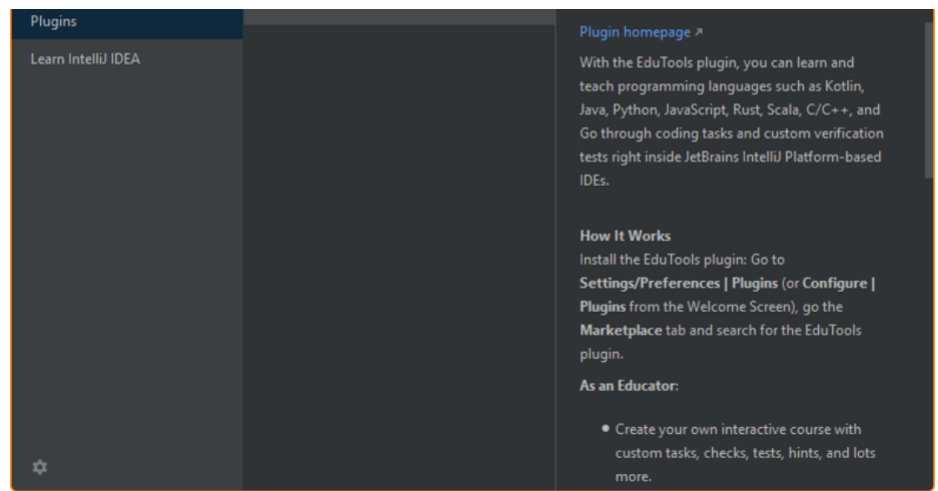 Plugins
Learn IntelliJ IDEA
Plugin homepage ↗
With the EduTools plugin, you can learn and
teach programming languages such as Kotlin,
Java, Python, JavaScript, Rust, Scala, C/C++, and
Go through coding tasks and custom verification
tests right inside JetBrains IntelliJ Platform-based
IDEs.
How It Works
Install the EduTools plugin: Go to
Settings/Preferences | Plugins (or Configure |
Plugins from the Welcome Screen), go the
Marketplace tab and search for the EduTools
plugin.
As an Educator:
• Create your own interactive course with
custom tasks, checks, tests, hints, and lots
more.